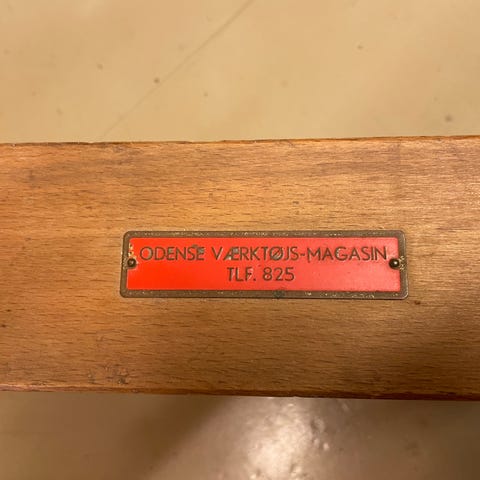 ODENSE VÆRKTØJS-MAGASIN
TLF. 825